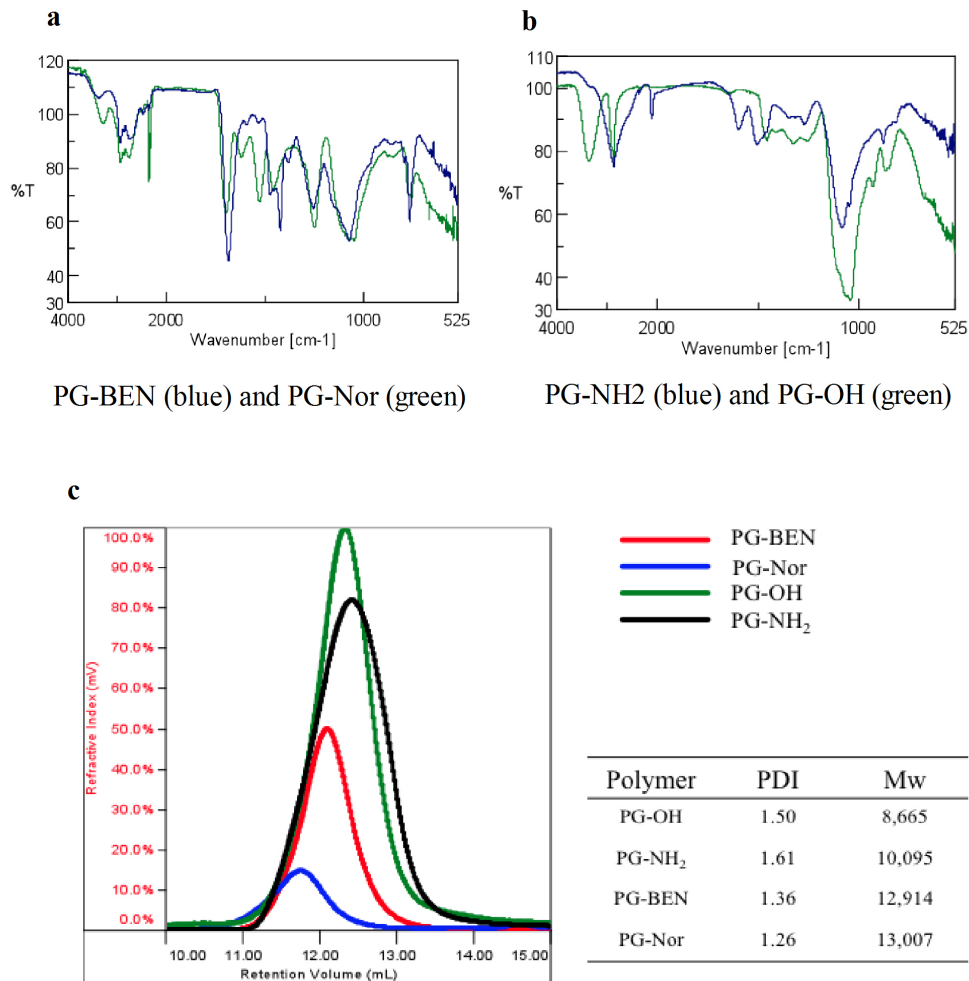 a
120
100
80
%T
60
40
30
4000
2000
1000
525
Wavenumber [cm-1]
PG-BEN (blue) and PG-Nor (green)
b
110
100
80
%T
60
40
30
4000
2000
1000
525
Wavenumber [cm-1]
PG-NH2 (blue) and PG-OH (green)
c
100.0%
90.0%
80.0%
70.0%
60.0%
50.0%
40.0%
30.0%
20.0%
10.0%
0.0%
Refractive Index (mV)
10.00 11.00 12.00 13.00 14.00 15.00
Retention Volume (mL)
PG-BEN
PG-Nor
PG-OH
PG-NH₂
Polymer PDI Mw
PG-OH 1.50 8,665
PG-NH₂ 1.61 10,095
PG-BEN 1.36 12,914
PG-Nor 1.26 13,007